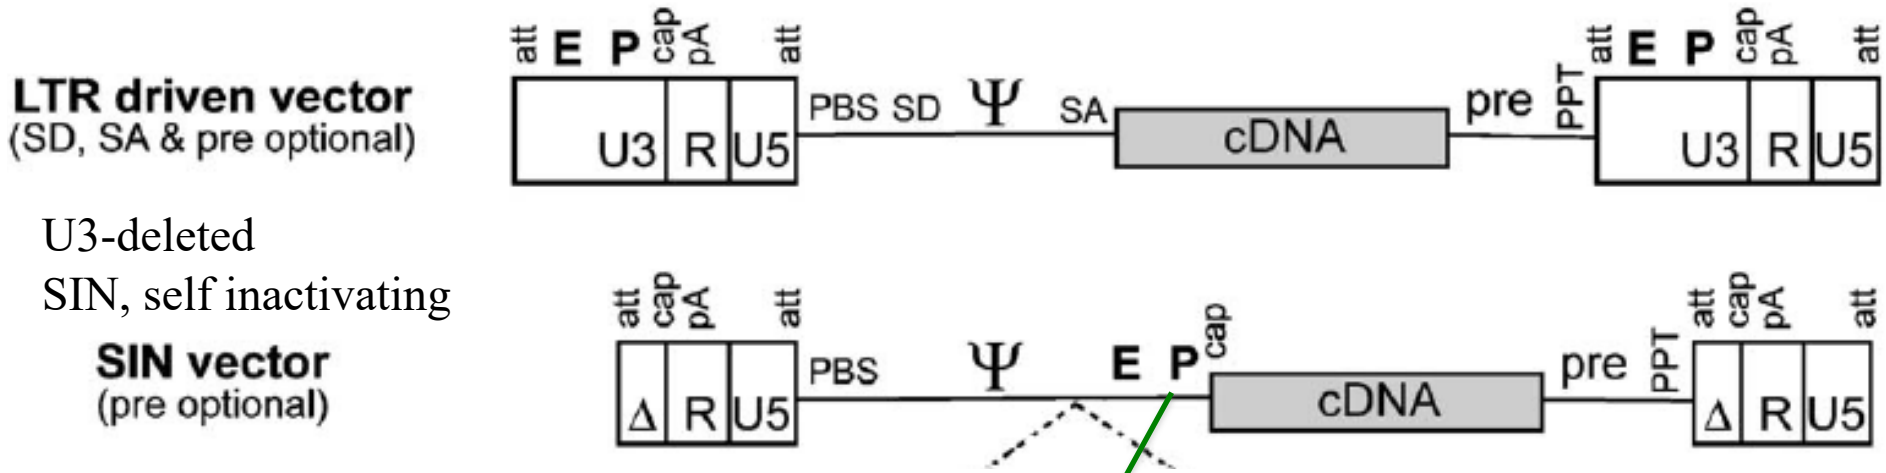 att E P cap pA att
att E P cap pA att
LTR driven vector
(SD, SA & pre optional)
PBS SD Ψ SA cDNA pre PPT
U3 R U5
U3 R U5
U3-deleted
SIN, self inactivating
att cap pA att
cap
att cap pA att
SIN vector
(pre optional)
PBS Ψ E P cDNA pre PPT
Δ R U5
Δ R U5